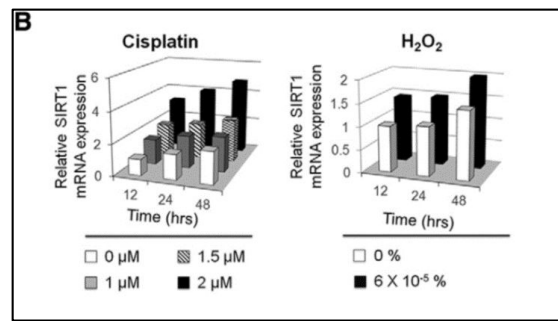 B
Cisplatin
Relative SIRT1
mRNA expression
6
4
2
0
12
24
48
Time (hrs)
0 μM
1.5 μM
1 μM
2 μM
H₂O₂
Relative SIRT1
mRNA expression
2
1.5
1
0.5
0
12
24
48
Time (hrs)
0 %
6 X 10⁻⁵ %